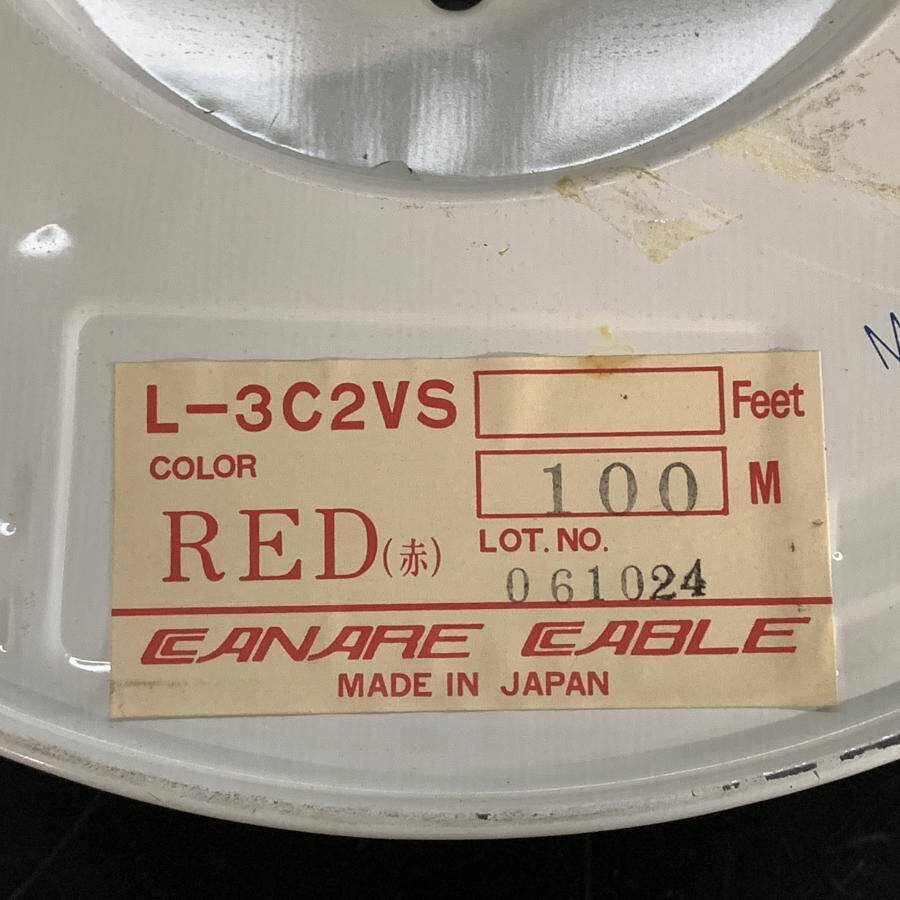 L-3C2VS Feet
COLOR 100 M
RED(赤) LOT. NO.
061024
CANARE CABLE
MADE IN JAPAN